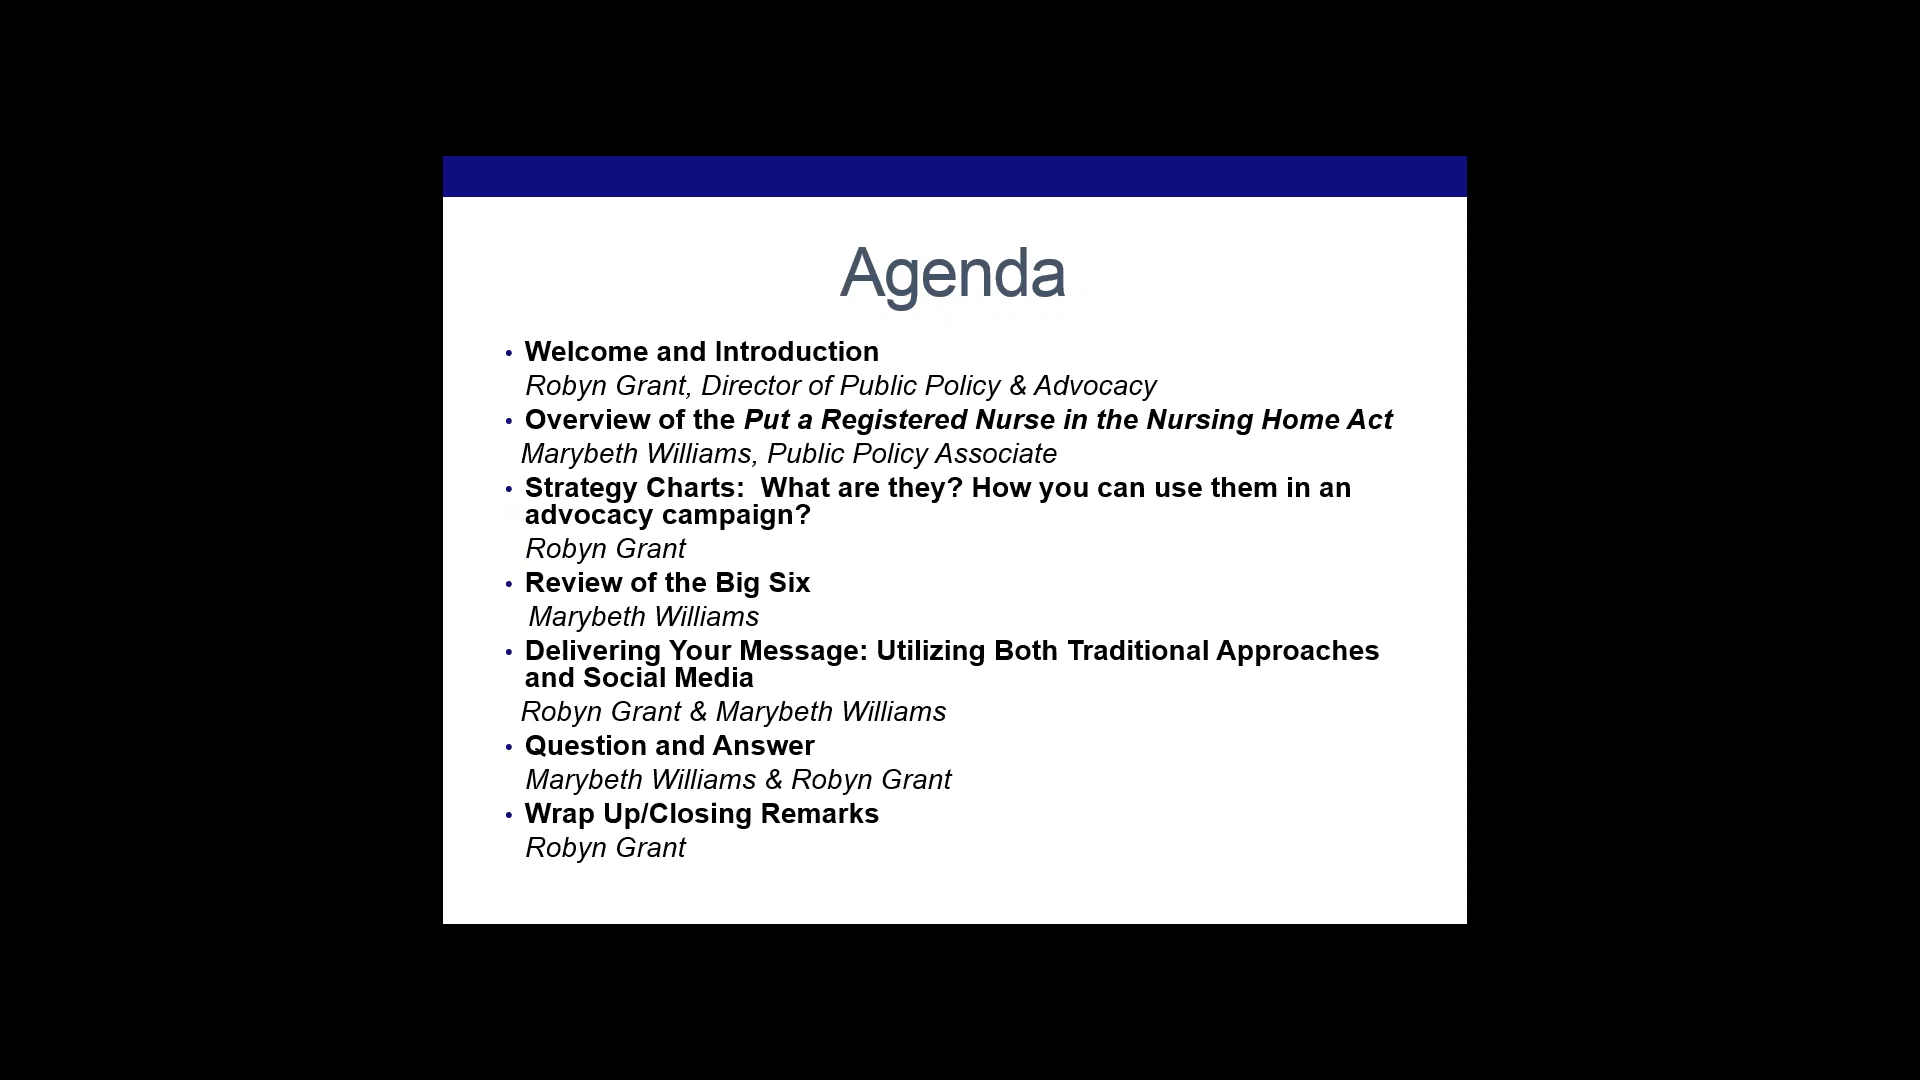 Agenda
• Welcome and Introduction
Robyn Grant, Director of Public Policy & Advocacy
• Overview of the Put a Registered Nurse in the Nursing Home Act
Marybeth Williams, Public Policy Associate
• Strategy Charts:  What are they? How you can use them in an
advocacy campaign?
Robyn Grant
• Review of the Big Six
Marybeth Williams
• Delivering Your Message: Utilizing Both Traditional Approaches
and Social Media
Robyn Grant & Marybeth Williams
• Question and Answer
Marybeth Williams & Robyn Grant
• Wrap Up/Closing Remarks
Robyn Grant